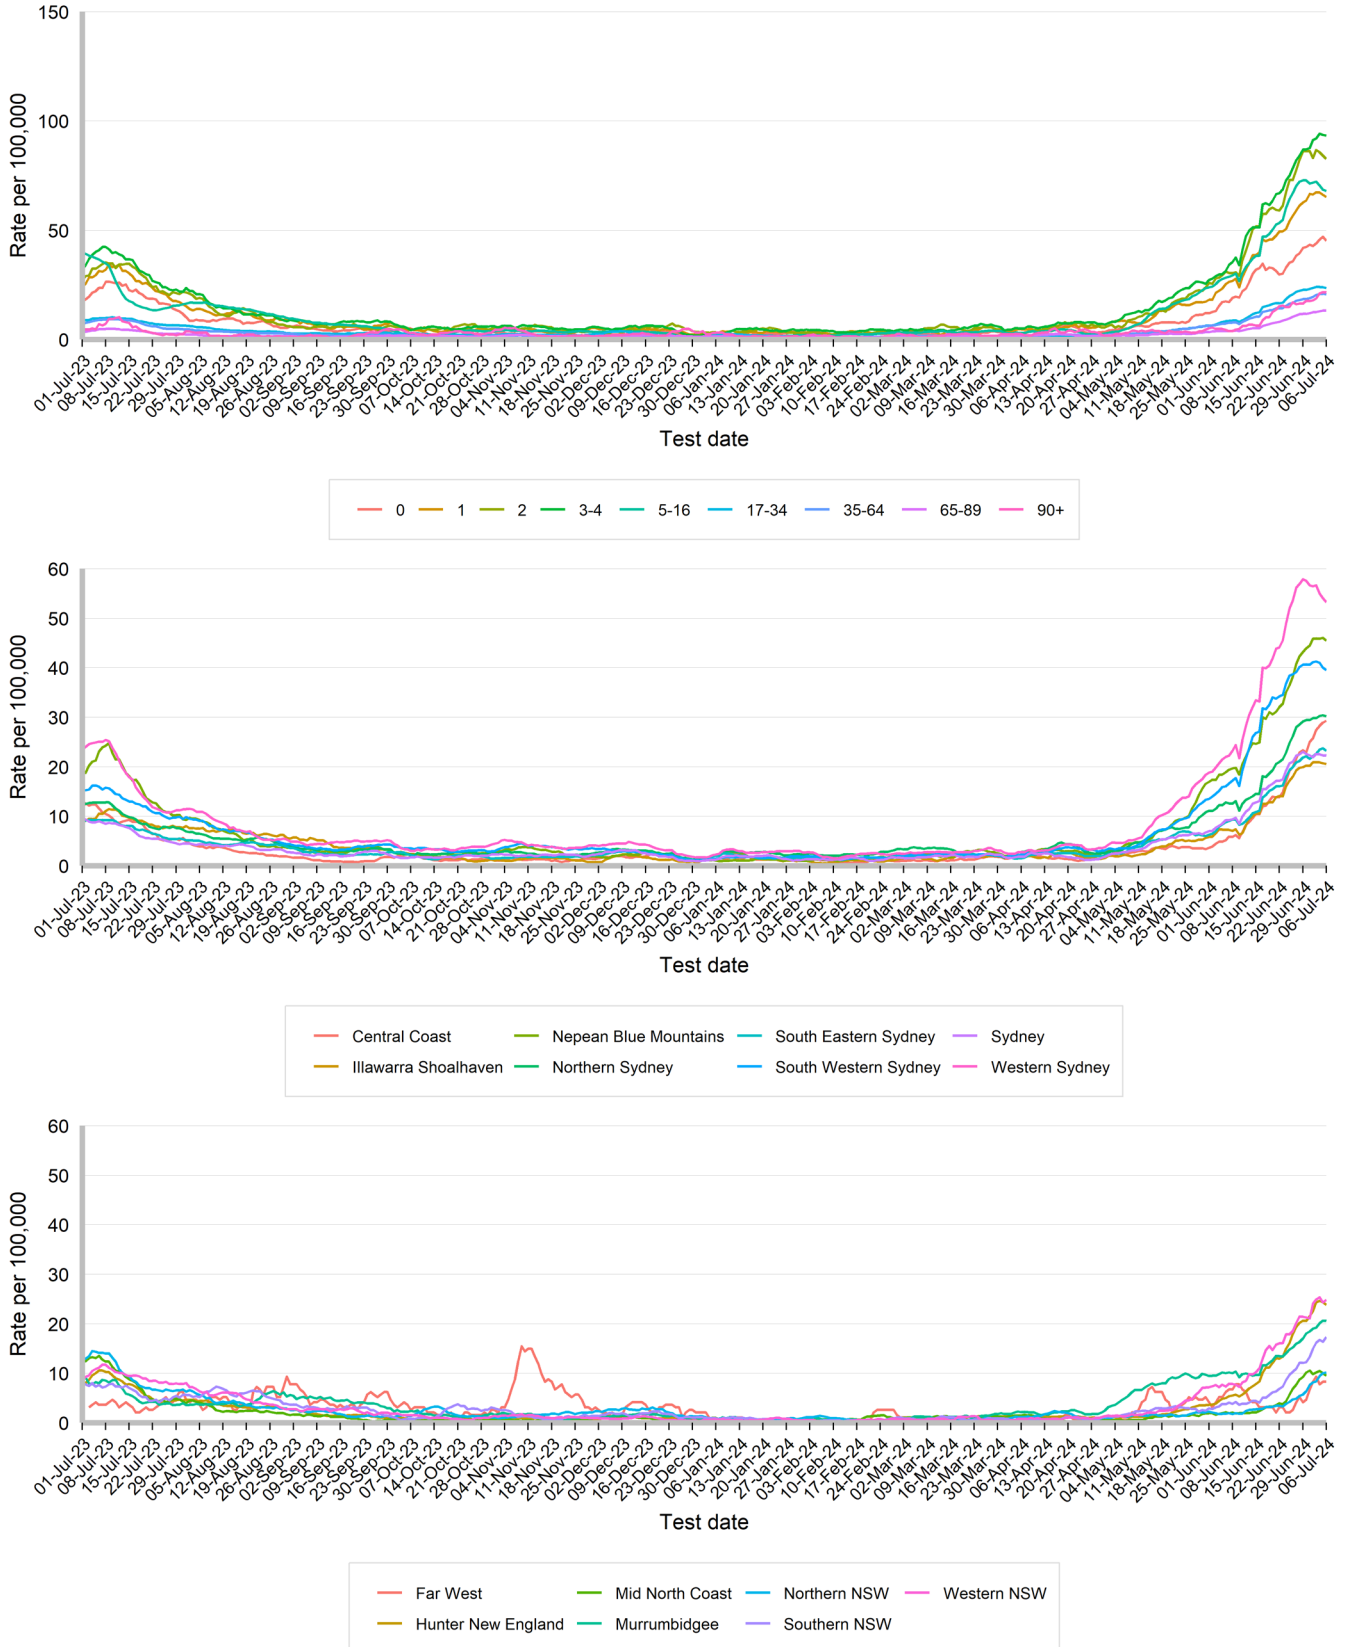 Rate per 100,000
150
100
50
0
01-Jul-23 08-Jul-23 15-Jul-23 22-Jul-23 29-Jul-23 05-Aug-23 12-Aug-23 19-Aug-23 26-Aug-23 02-Sep-23 09-Sep-23 16-Sep-23 23-Sep-23 30-Sep-23 07-Oct-23 14-Oct-23 21-Oct-23 28-Oct-23 04-Nov-23 11-Nov-23 18-Nov-23 25-Nov-23 02-Dec-23 09-Dec-23 16-Dec-23 23-Dec-23 30-Dec-23 06-Jan-24 13-Jan-24 20-Jan-24 27-Jan-24 03-Feb-24 10-Feb-24 17-Feb-24 24-Feb-24 02-Mar-24 09-Mar-24 16-Mar-24 23-Mar-24 30-Mar-24 06-Apr-24 13-Apr-24 20-Apr-24 27-Apr-24 04-May-24 11-May-24 18-May-24 25-May-24 01-Jun-24 08-Jun-24 15-Jun-24 22-Jun-24 29-Jun-24 06-Jul-24
Test date
0 1 2 3-4 5-16 17-34 35-64 65-89 90+
Rate per 100,000
60
50
40
30
20
10
0
01-Jul-23 08-Jul-23 15-Jul-23 22-Jul-23 29-Jul-23 05-Aug-23 12-Aug-23 19-Aug-23 26-Aug-23 02-Sep-23 09-Sep-23 16-Sep-23 23-Sep-23 30-Sep-23 07-Oct-23 14-Oct-23 21-Oct-23 28-Oct-23 04-Nov-23 11-Nov-23 18-Nov-23 25-Nov-23 02-Dec-23 09-Dec-23 16-Dec-23 23-Dec-23 30-Dec-23 06-Jan-24 13-Jan-24 20-Jan-24 27-Jan-24 03-Feb-24 10-Feb-24 17-Feb-24 24-Feb-24 02-Mar-24 09-Mar-24 16-Mar-24 23-Mar-24 30-Mar-24 06-Apr-24 13-Apr-24 20-Apr-24 27-Apr-24 04-May-24 11-May-24 18-May-24 25-May-24 01-Jun-24 08-Jun-24 15-Jun-24 22-Jun-24 29-Jun-24 06-Jul-24
Test date
Central Coast Nepean Blue Mountains South Eastern Sydney Sydney
Illawarra Shoalhaven Northern Sydney South Western Sydney Western Sydney
Rate per 100,000
60
50
40
30
20
10
0
01-Jul-23 08-Jul-23 15-Jul-23 22-Jul-23 29-Jul-23 05-Aug-23 12-Aug-23 19-Aug-23 26-Aug-23 02-Sep-23 09-Sep-23 16-Sep-23 23-Sep-23 30-Sep-23 07-Oct-23 14-Oct-23 21-Oct-23 28-Oct-23 04-Nov-23 11-Nov-23 18-Nov-23 25-Nov-23 02-Dec-23 09-Dec-23 16-Dec-23 23-Dec-23 30-Dec-23 06-Jan-24 13-Jan-24 20-Jan-24 27-Jan-24 03-Feb-24 10-Feb-24 17-Feb-24 24-Feb-24 02-Mar-24 09-Mar-24 16-Mar-24 23-Mar-24 30-Mar-24 06-Apr-24 13-Apr-24 20-Apr-24 27-Apr-24 04-May-24 11-May-24 18-May-24 25-May-24 01-Jun-24 08-Jun-24 15-Jun-24 22-Jun-24 29-Jun-24 06-Jul-24
Test date
Far West Mid North Coast Northern NSW Western NSW
Hunter New England Murrumbidgee Southern NSW